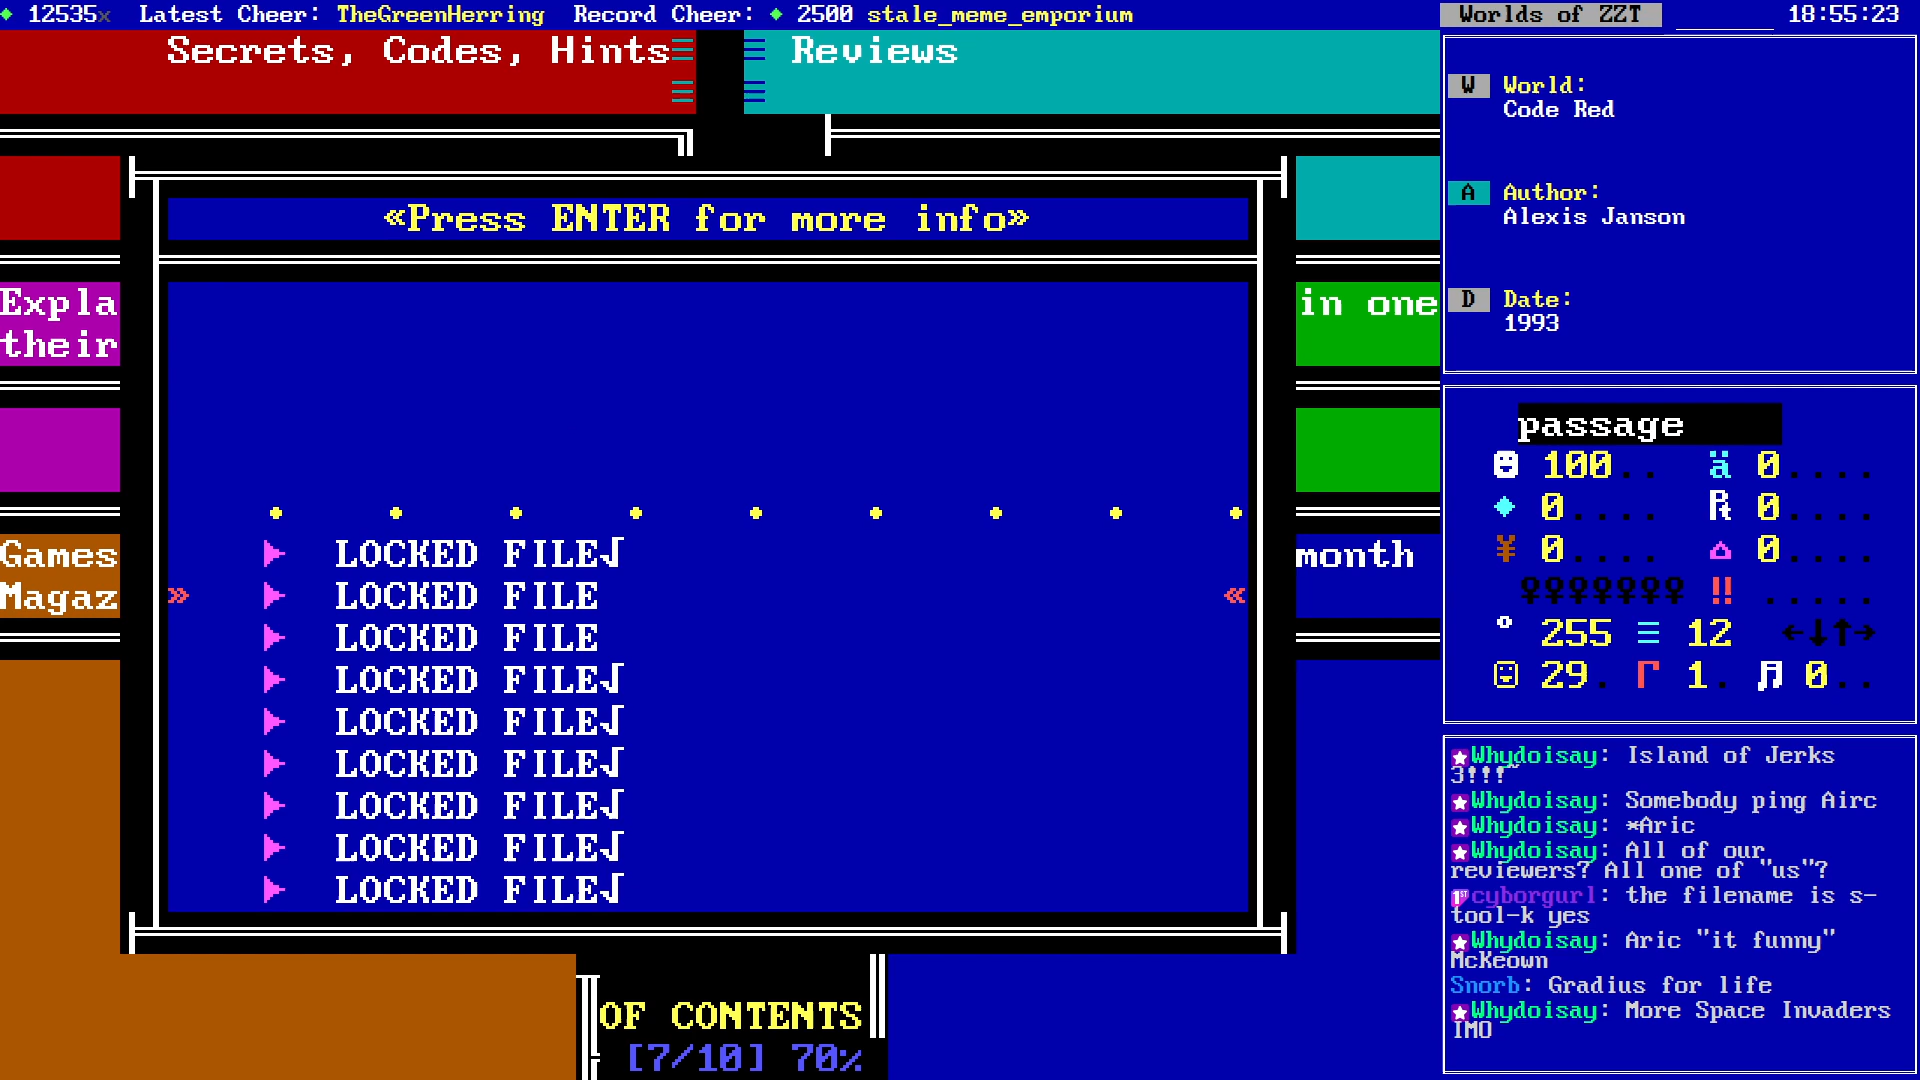 12535x Latest Cheer: TheGreenHerring Record Cheer: 2500 stale_meme_emporium
Worlds of ZZT
18:55:23
Secrets, Codes, Hints
Reviews
«Press ENTER for more info»
Expla
their
in one
Games
Magaz
month
LOCKED FILE√
LOCKED FILE
LOCKED FILE
LOCKED FILE√
LOCKED FILE√
LOCKED FILE√
LOCKED FILE√
LOCKED FILE√
LOCKED FILE√
OF CONTENTS
[7/10] 70%
W World:
Code Red
A Author:
Alexis Janson
D Date:
1993
passage
100.. ä 0....
0.... 0....
¥ 0.... 0....
♀♀♀♀♀♀♀ ‼ .....
° 255 ≡ 12 ←↓↑→
29. Γ 1. ♫ 0..
Whydoisay: Island of Jerks
3!!!~
Whydoisay: Somebody ping Airc
Whydoisay: *Aric
Whydoisay: All of our
reviewers? All one of "us"?
cyborgurl: the filename is s-
tool-k yes
Whydoisay: Aric "it funny"
McKeown
Snorb: Gradius for life
Whydoisay: More Space Invaders
IMO